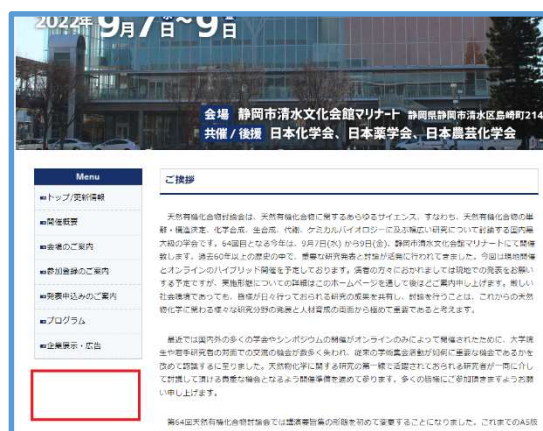 2022年9月7日水~9日金
会場 静岡市清水文化会館マリナート 静岡県静岡市清水区島崎町214
共催/後援 日本化学会、日本薬学会、日本農芸化学会
Menu
トップ/更新情報
開催概要
会場のご案内
参加登録のご案内
発表申込みのご案内
プログラム
企業展示・広告
ご挨拶
天然有機化合物討論会は、天然有機化合物に関するあらゆるサイエンス、すなわち、天然有機化合物の単
離・構造決定、化学合成、生合成、代謝、ケミカルバイオロジーに及ぶ幅広い研究について討論する国内最
大級の学会です。64回目となる今年は、9月7日(水) から9日(金)、静岡市清水文化会館マリナートにて開催
致します。過去60年以上の歴史の中で、重要な研究発表と討論が活発に行われてきました。今回は現地開催
とオンラインのハイブリッド開催を予定しております。演者の方々におかれましては現地での発表をお願い
する予定ですが、実施形態についての詳細はこのホームページを通して後ほどご案内申し上げます。厳しい
社会環境であっても、皆様が日々行っておられる研究の成果を共有し、討論を行うことは、これからの天然
物化学に関わる様々な研究分野の発展と人材育成の両面から極めて重要であると考えます。
最近では国内外の多くの学会やシンポジウムの開催がオンラインのみによって開催されたために、大学院
生や若手研究者の対面での交流の機会が数多く失われ、従来の学術集会活動が如何に重要な機会であるかを
改めて認識するに至りました。天然物化学に関する研究の第一線で活躍されておられる研究者が一同に介し
て討議して頂ける貴重な機会となるよう開催準備を進めて参ります。多くの皆様にご参加頂きますようお願
い申し上げます。
第64回天然有機化合物討論会では講演要旨集の形態を初めて変更することになりました。これまでのA5版